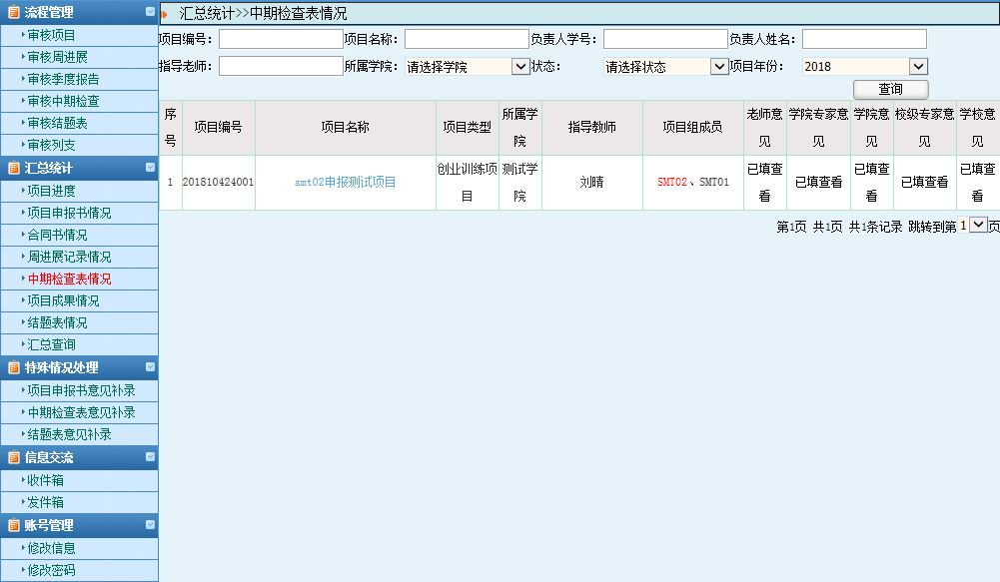 流程管理
审核项目
审核周进展
审核季度报告
审核中期检查
审核结题表
审核列支
汇总统计
项目进度
项目申报书情况
合同书情况
周进展记录情况
中期检查表情况
项目成果情况
结题表情况
汇总查询
特殊情况处理
项目申报书意见补录
中期检查表意见补录
结题表意见补录
信息交流
收件箱
发件箱
账号管理
修改信息
修改密码
汇总统计>>中期检查表情况
项目编号: 项目名称: 负责人学号: 负责人姓名:
指导老师: 所属学院: 请选择学院 状态: 请选择状态 项目年份: 2018
查询
序号 项目编号 项目名称 项目类型 所属学院 指导教师 项目组成员 老师意见 学院专家意见 学院意见 校级专家意见 学校意见
1 201810424001 smt02申报测试项目 创业训练项目 测试学院 刘晴 SMT02、SMT01 已填查看 已填查看 已填查看 已填查看 已填查看
第1页 共1页 共1条记录 跳转到第 1 页